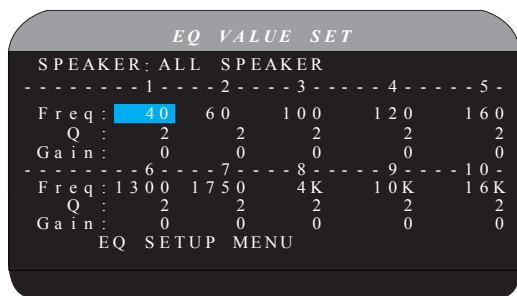 EQ VALUE SET
SPEAKER: ALL SPEAKER
- - - - - - - - 1 - - - - 2 - - - - 3 - - - - - 4 - - - - - 5 -
Freq: 40 60 100 120 160
Q : 2 2 2 2 2
Gain: 0 0 0 0 0
- - - - - - - - 6 - - - - 7 - - - - 8 - - - - - 9 - - - - 10 -
Freq: 1300 1750 4K 10K 16K
Q : 2 2 2 2 2
Gain: 0 0 0 0 0
EQ SETUP MENU